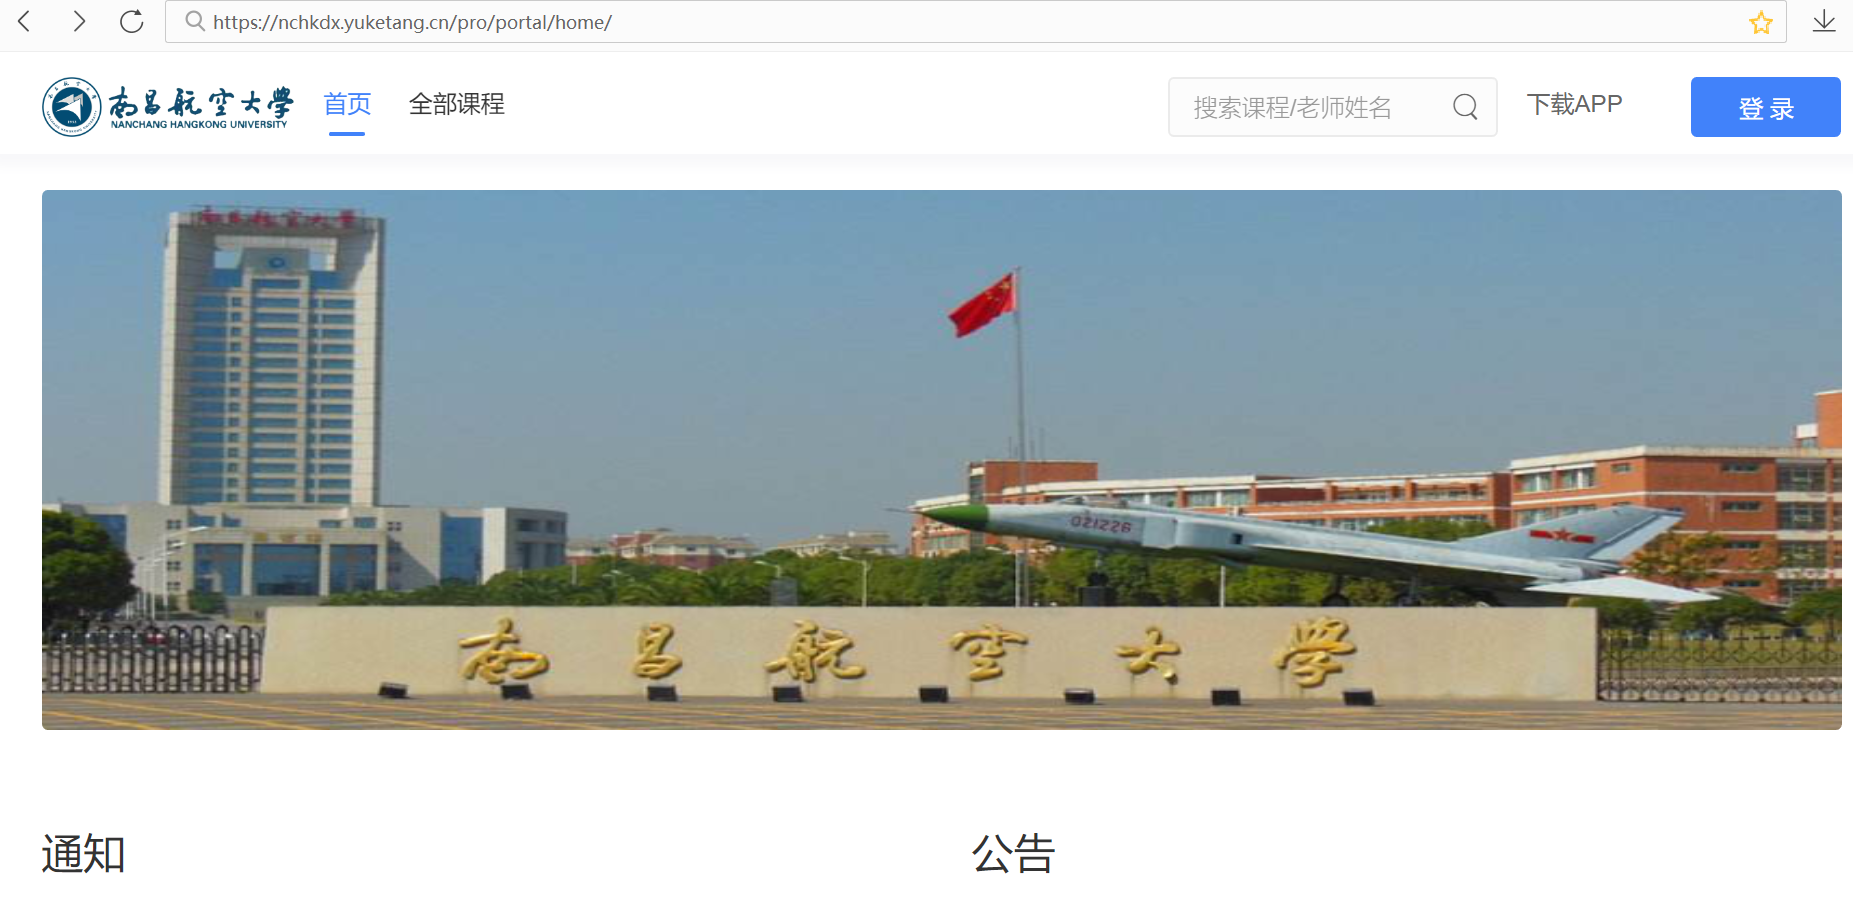 https://nchkdx.yuketang.cn/pro/portal/home/
南昌航空大学
NANCHANG HANGKONG UNIVERSITY
首页
全部课程
搜索课程/老师姓名
下载APP
登录
南昌航空大学
021226
南昌航空大学
通知
公告